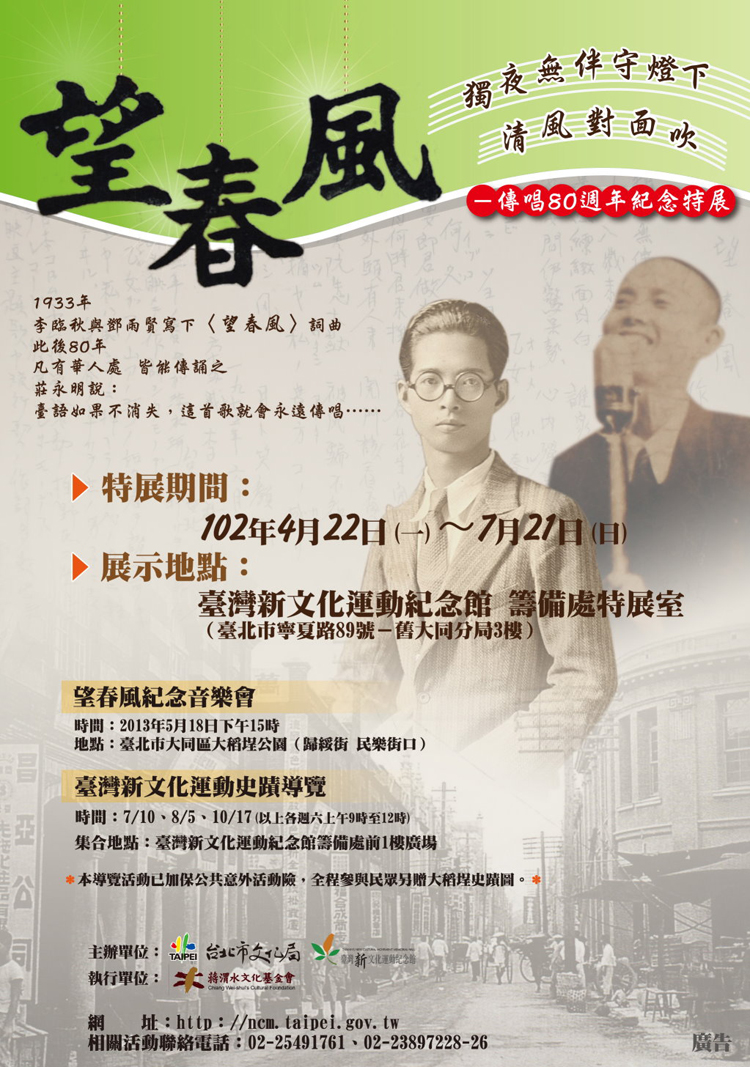 望春風
獨夜無伴守燈下
清風對面吹
－傳唱80週年紀念特展
1933年
李臨秋與鄧雨賢寫下〈望春風〉詞曲
此後80年
凡有華人處 皆能傳誦之
莊永明說：
臺語如果不消失，這首歌就會永遠傳唱……
特展期間：
102年4月22日(一)～7月21日(日)
展示地點：
臺灣新文化運動紀念館 籌備處特展室
（臺北市寧夏路89號－舊大同分局3樓）
望春風紀念音樂會
時間：2013年5月18日下午15時
地點：臺北市大同區大稻埕公園（歸綏街 民樂街口）
臺灣新文化運動史蹟導覽
時間：7/10、8/5、10/17(以上各週六上午9時至12時)
集合地點：臺灣新文化運動紀念館籌備處前1樓廣場
*本導覽活動已加保公共意外活動險，全程參與民眾另贈大稻埕史蹟圖。*
主辦單位：TAIPEI 台北市文化局 臺灣新文化運動紀念館
執行單位：蔣渭水文化基金會
Chiang Wei-shui's Cultural Foundation
網 址：http：//ncm.taipei.gov.tw
相關活動聯絡電話：02-25491761、02-23897228-26
廣告